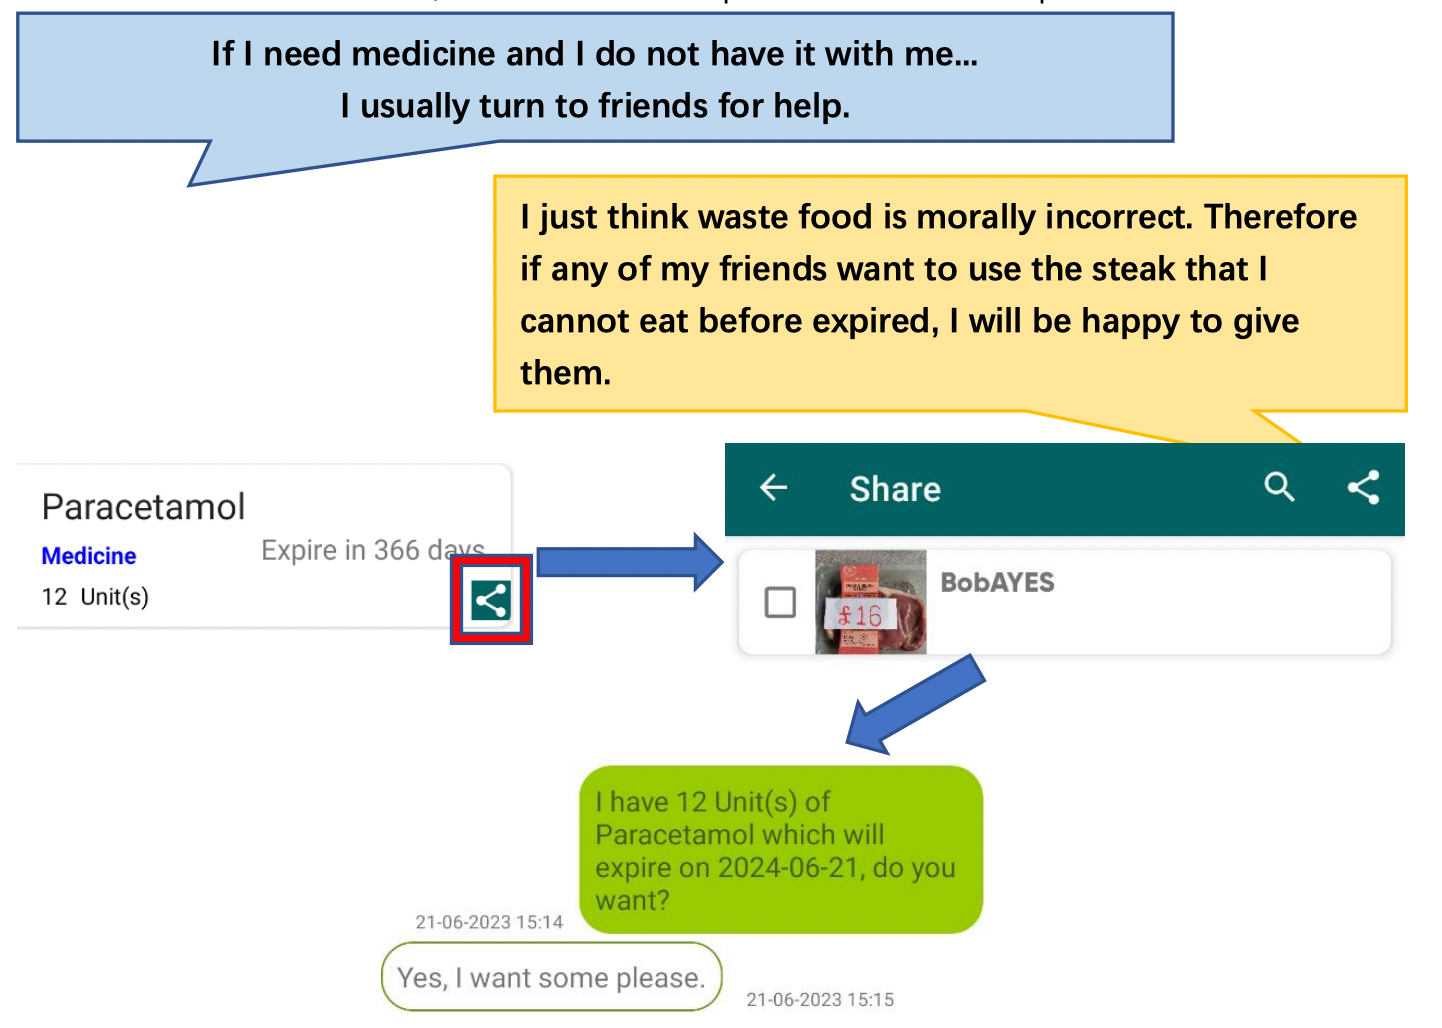 If I need medicine and I do not have it with me...
I usually turn to friends for help.
I just think waste food is morally incorrect. Therefore
if any of my friends want to use the steak that I
cannot eat before expired, I will be happy to give
them.
Paracetamol
Medicine
Expire in 366 days
12 Unit(s)
Share
BobAYES
£16
I have 12 Unit(s) of
Paracetamol which will
expire on 2024-06-21, do you
want?
21-06-2023 15:14
Yes, I want some please.
21-06-2023 15:15